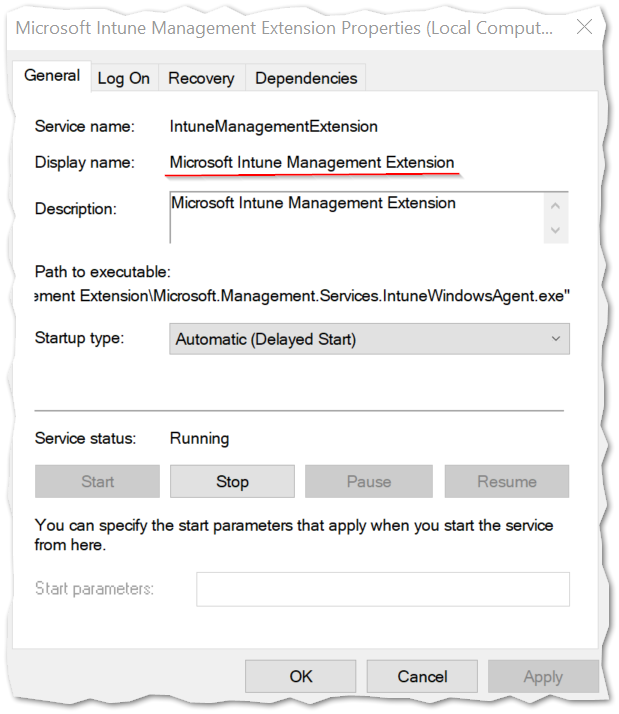 Microsoft Intune Management Extension Properties (Local Comput...
General Log On Recovery Dependencies
Service name: IntuneManagementExtension
Display name: Microsoft Intune Management Extension
Description: Microsoft Intune Management Extension
Path to executable:
ement Extension\Microsoft.Management.Services.IntuneWindowsAgent.exe"
Startup type: Automatic (Delayed Start)
Service status: Running
Start Stop Pause Resume
You can specify the start parameters that apply when you start the service
from here.
Start parameters:
OK Cancel Apply